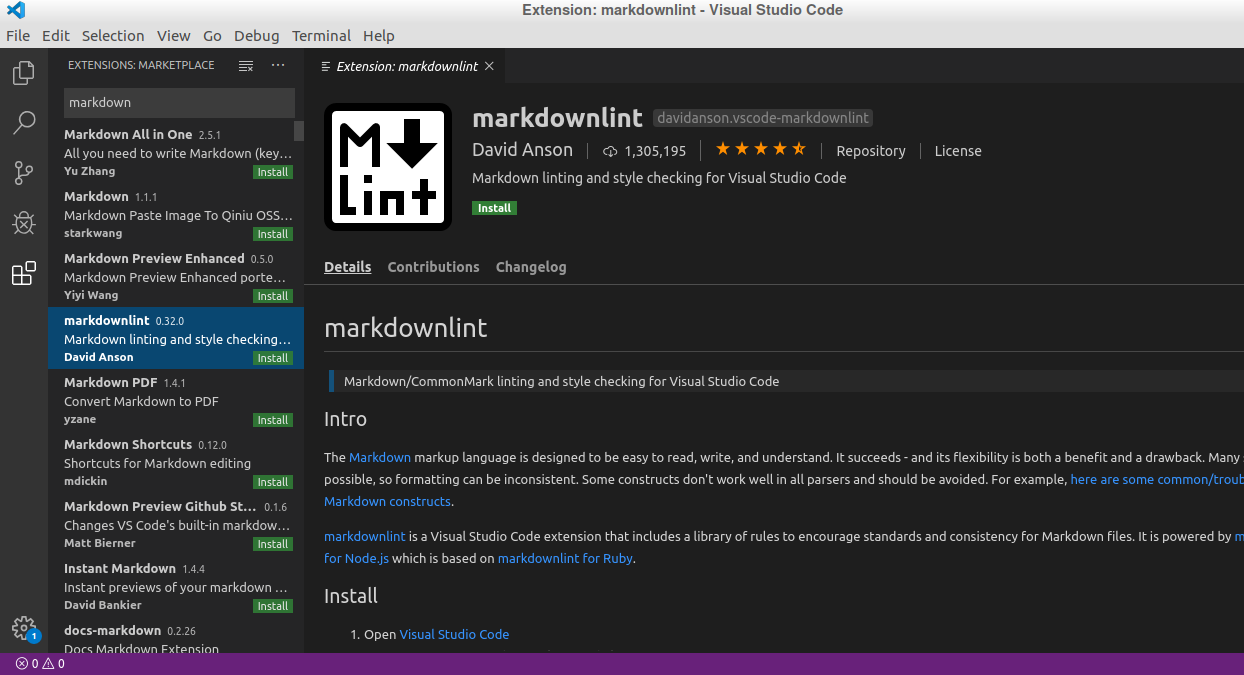 Extension: markdownlint - Visual Studio Code
File Edit Selection View Go Debug Terminal Help
EXTENSIONS: MARKETPLACE
markdown
Markdown All in One 2.5.1
All you need to write Markdown (key…
Yu Zhang Install
Markdown 1.1.1
Markdown Paste Image To Qiniu OSS…
starkwang Install
Markdown Preview Enhanced 0.5.0
Markdown Preview Enhanced porte…
Yiyi Wang Install
markdownlint 0.32.0
Markdown linting and style checking…
David Anson Install
Markdown PDF 1.4.1
Convert Markdown to PDF
yzane Install
Markdown Shortcuts 0.12.0
Shortcuts for Markdown editing
mdickin Install
Markdown Preview Github St… 0.1.6
Changes VS Code's built-in markdow…
Matt Bierner Install
Instant Markdown 1.4.4
Instant previews of your markdown …
David Bankier Install
docs-markdown 0.2.26
Docs Markdown Extension
1
0 0
Extension: markdownlint
M
Lint
markdownlint davidanson.vscode-markdownlint
David Anson 1,305,195 Repository License
Markdown linting and style checking for Visual Studio Code
Install
Details Contributions Changelog
markdownlint
Markdown/CommonMark linting and style checking for Visual Studio Code
Intro
The Markdown markup language is designed to be easy to read, write, and understand. It succeeds - and its flexibility is both a benefit and a drawback. Many
possible, so formatting can be inconsistent. Some constructs don't work well in all parsers and should be avoided. For example, here are some common/troub
Markdown constructs.
markdownlint is a Visual Studio Code extension that includes a library of rules to encourage standards and consistency for Markdown files. It is powered by m
for Node.js which is based on markdownlint for Ruby.
Install
1. Open Visual Studio Code